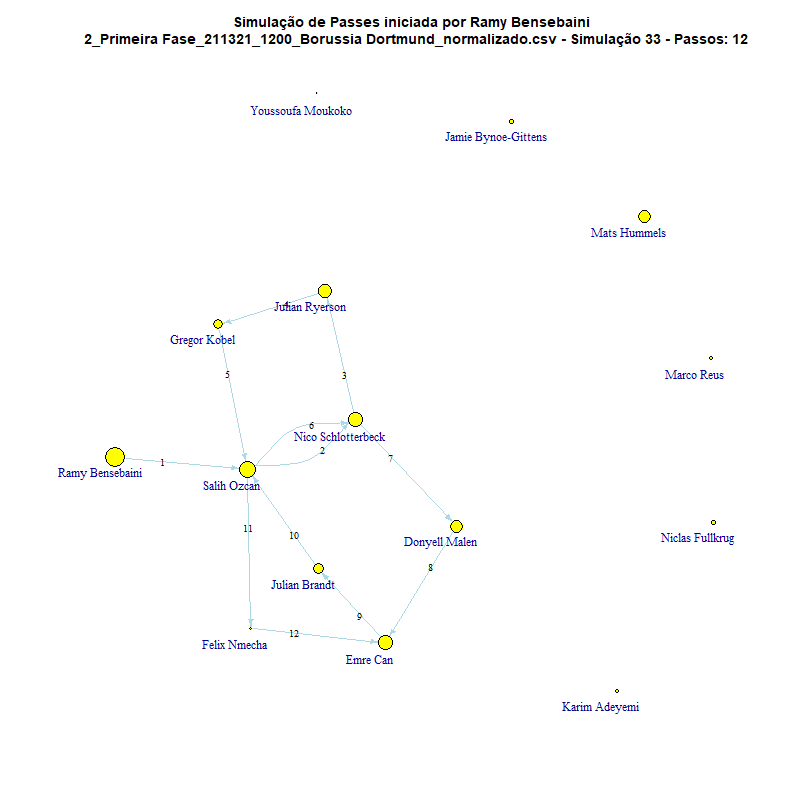 Simulação de Passes iniciada por Ramy Bensebaini
2_Primeira Fase_211321_1200_Borussia Dortmund_normalizado.csv - Simulação 33 - Passos: 12
Youssoufa Moukoko
Jamie Bynoe-Gittens
Mats Hummels
4
Julian Ryerson
Gregor Kobel
5
3
Marco Reus
6
Nico Schlotterbeck
2
7
1
Ramy Bensebaini
Salih Ozcan
11
10
Donyell Malen
Niclas Fullkrug
8
Julian Brandt
9
12
Felix Nmecha
Emre Can
Karim Adeyemi